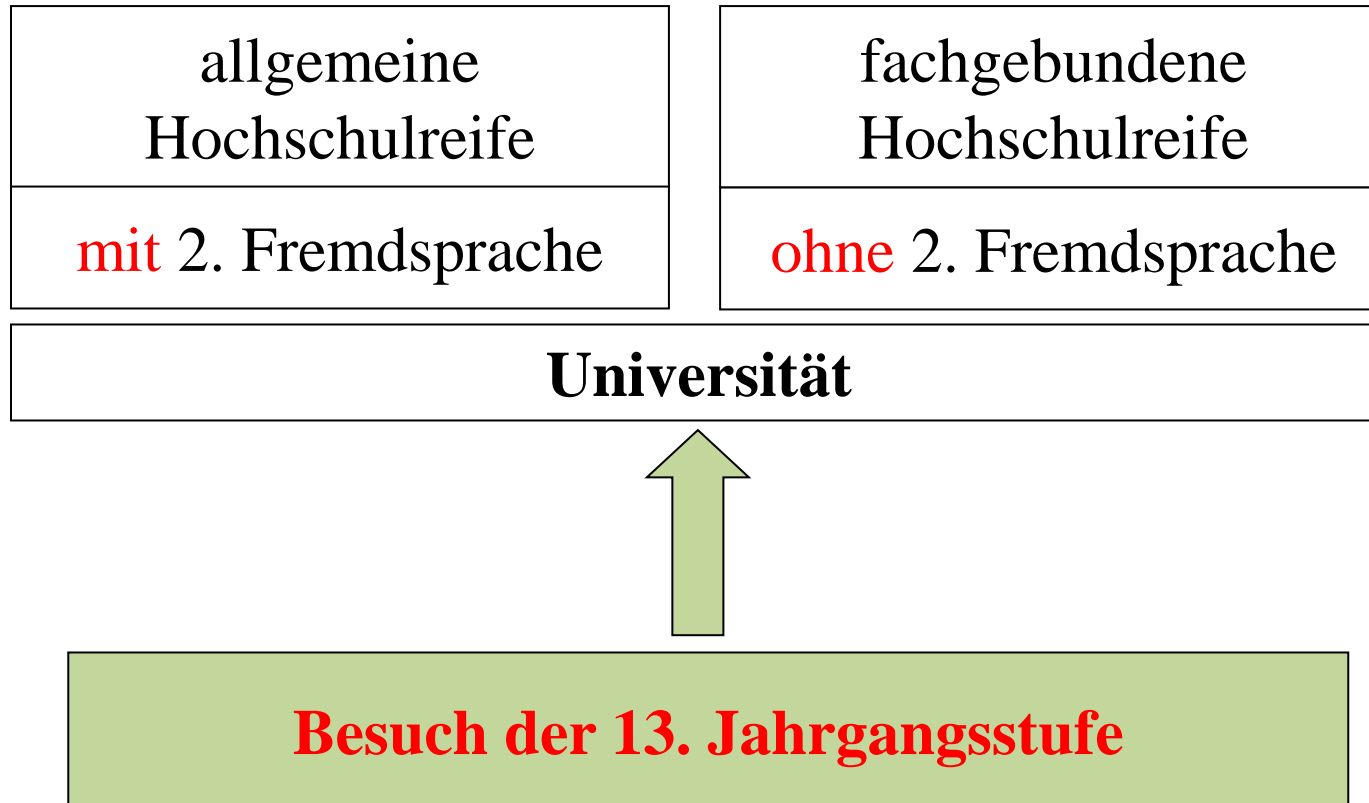 allgemeine
Hochschulreife
mit 2. Fremdsprache
fachgebundene
Hochschulreife
ohne 2. Fremdsprache
Universität
Besuch der 13. Jahrgangsstufe